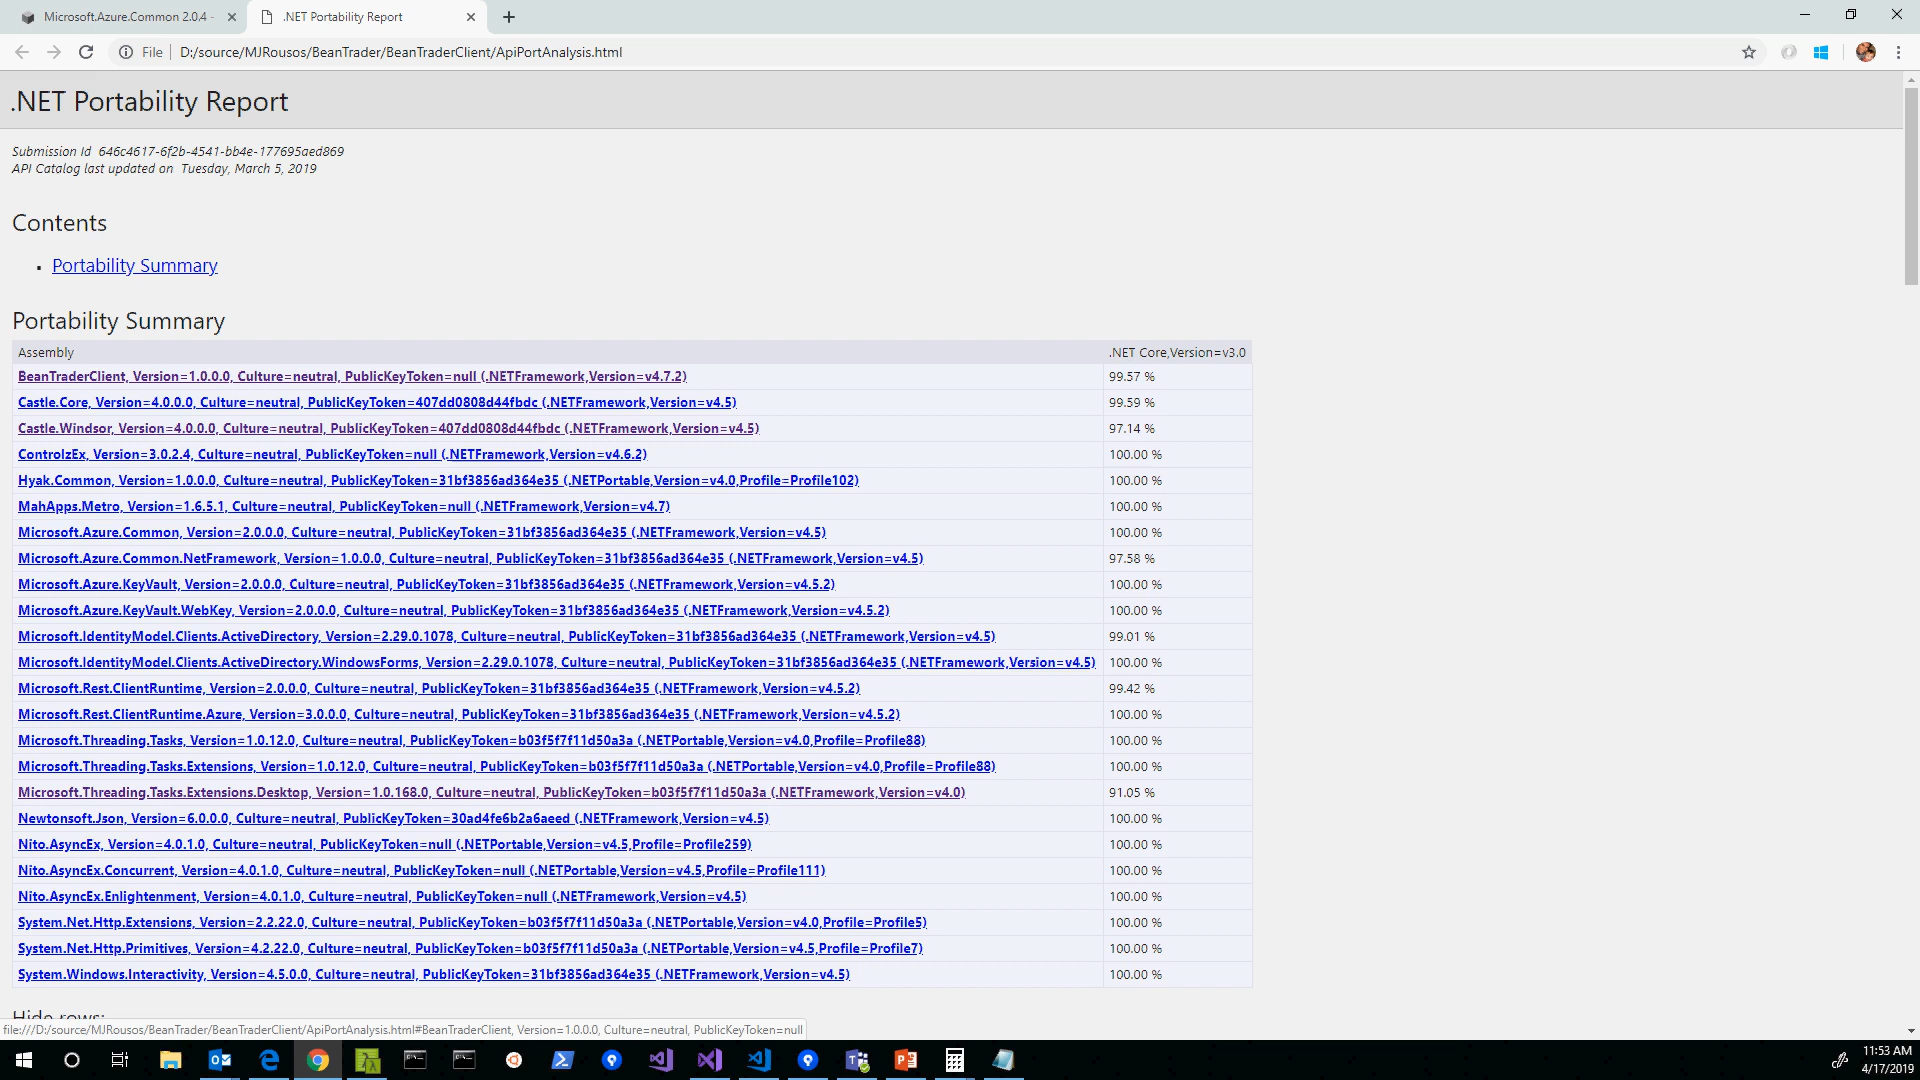 Microsoft.Azure.Common 2.0.4 -
.NET Portability Report
File
D:/source/MJRousos/BeanTrader/BeanTraderClient/ApiPortAnalysis.html
.NET Portability Report
Submission Id 646c4617-6f2b-4541-bb4e-177695aed869
API Catalog last updated on Tuesday, March 5, 2019
Contents
Portability Summary
Portability Summary
Assembly .NET Core,Version=v3.0
BeanTraderClient, Version=1.0.0.0, Culture=neutral, PublicKeyToken=null (.NETFramework,Version=v4.7.2) 99.57 %
Castle.Core, Version=4.0.0.0, Culture=neutral, PublicKeyToken=407dd0808d44fbdc (.NETFramework,Version=v4.5) 99.59 %
Castle.Windsor, Version=4.0.0.0, Culture=neutral, PublicKeyToken=407dd0808d44fbdc (.NETFramework,Version=v4.5) 97.14 %
ControlzEx, Version=3.0.2.4, Culture=neutral, PublicKeyToken=null (.NETFramework,Version=v4.6.2) 100.00 %
Hyak.Common, Version=1.0.0.0, Culture=neutral, PublicKeyToken=31bf3856ad364e35 (.NETPortable,Version=v4.0,Profile=Profile102) 100.00 %
MahApps.Metro, Version=1.6.5.1, Culture=neutral, PublicKeyToken=null (.NETFramework,Version=v4.7) 100.00 %
Microsoft.Azure.Common, Version=2.0.0.0, Culture=neutral, PublicKeyToken=31bf3856ad364e35 (.NETFramework,Version=v4.5) 100.00 %
Microsoft.Azure.Common.NetFramework, Version=1.0.0.0, Culture=neutral, PublicKeyToken=31bf3856ad364e35 (.NETFramework,Version=v4.5) 97.58 %
Microsoft.Azure.KeyVault, Version=2.0.0.0, Culture=neutral, PublicKeyToken=31bf3856ad364e35 (.NETFramework,Version=v4.5.2) 100.00 %
Microsoft.Azure.KeyVault.WebKey, Version=2.0.0.0, Culture=neutral, PublicKeyToken=31bf3856ad364e35 (.NETFramework,Version=v4.5.2) 100.00 %
Microsoft.IdentityModel.Clients.ActiveDirectory, Version=2.29.0.1078, Culture=neutral, PublicKeyToken=31bf3856ad364e35 (.NETFramework,Version=v4.5) 99.01 %
Microsoft.IdentityModel.Clients.ActiveDirectory.WindowsForms, Version=2.29.0.1078, Culture=neutral, PublicKeyToken=31bf3856ad364e35 (.NETFramework,Version=v4.5) 100.00 %
Microsoft.Rest.ClientRuntime, Version=2.0.0.0, Culture=neutral, PublicKeyToken=31bf3856ad364e35 (.NETFramework,Version=v4.5.2) 99.42 %
Microsoft.Rest.ClientRuntime.Azure, Version=3.0.0.0, Culture=neutral, PublicKeyToken=31bf3856ad364e35 (.NETFramework,Version=v4.5.2) 100.00 %
Microsoft.Threading.Tasks, Version=1.0.12.0, Culture=neutral, PublicKeyToken=b03f5f7f11d50a3a (.NETPortable,Version=v4.0,Profile=Profile88) 100.00 %
Microsoft.Threading.Tasks.Extensions, Version=1.0.12.0, Culture=neutral, PublicKeyToken=b03f5f7f11d50a3a (.NETPortable,Version=v4.0,Profile=Profile88) 100.00 %
Microsoft.Threading.Tasks.Extensions.Desktop, Version=1.0.168.0, Culture=neutral, PublicKeyToken=b03f5f7f11d50a3a (.NETFramework,Version=v4.0) 91.05 %
Newtonsoft.Json, Version=6.0.0.0, Culture=neutral, PublicKeyToken=30ad4fe6b2a6aeed (.NETFramework,Version=v4.5) 100.00 %
Nito.AsyncEx, Version=4.0.1.0, Culture=neutral, PublicKeyToken=null (.NETPortable,Version=v4.5,Profile=Profile259) 100.00 %
Nito.AsyncEx.Concurrent, Version=4.0.1.0, Culture=neutral, PublicKeyToken=null (.NETPortable,Version=v4.5,Profile=Profile111) 100.00 %
Nito.AsyncEx.Enlightenment, Version=4.0.1.0, Culture=neutral, PublicKeyToken=null (.NETFramework,Version=v4.5) 100.00 %
System.Net.Http.Extensions, Version=2.2.22.0, Culture=neutral, PublicKeyToken=b03f5f7f11d50a3a (.NETPortable,Version=v4.0,Profile=Profile5) 100.00 %
System.Net.Http.Primitives, Version=4.2.22.0, Culture=neutral, PublicKeyToken=b03f5f7f11d50a3a (.NETPortable,Version=v4.5,Profile=Profile7) 100.00 %
System.Windows.Interactivity, Version=4.5.0.0, Culture=neutral, PublicKeyToken=31bf3856ad364e35 (.NETFramework,Version=v4.5) 100.00 %
Hide rows:
file:///D:/source/MJRousos/BeanTrader/BeanTraderClient/ApiPortAnalysis.html#BeanTraderClient, Version=1.0.0.0, Culture=neutral, PublicKeyToken=null
11:53 AM
4/17/2019